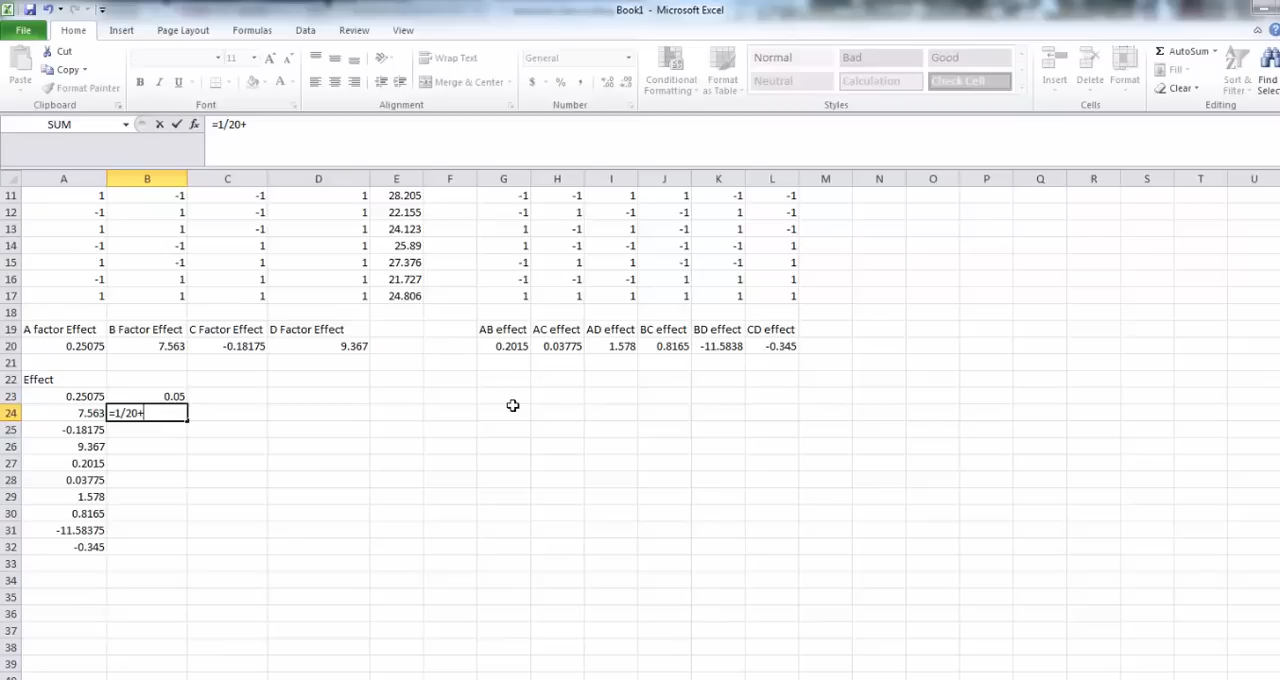 Book1 - Microsoft Excel
File Home Insert Page Layout Formulas Data Review View
Paste Cut Copy Format Painter
B I U 11 A A
Wrap Text Merge & Center
General $ % ,
Conditional Formatting Format as Table
Normal Bad Good
Neutral Calculation Check Cell
Insert Delete Format
Σ AutoSum Fill Clear Sort & Filter Find Selec
Clipboard Font Alignment Number Styles Cells Editing
SUM fx =1/20+
A B C D E F G H I J K L M N O P Q R S T U
11 1 -1 -1 1 28.205 -1 -1 1 1 -1 -1
12 -1 1 -1 1 22.155 -1 1 -1 -1 1 -1
13 1 1 -1 1 24.123 1 -1 1 -1 1 -1
14 -1 -1 1 1 25.89 1 -1 -1 -1 -1 1
15 1 -1 1 1 27.376 -1 1 1 -1 -1 1
16 -1 1 1 1 21.727 -1 -1 -1 1 1 1
17 1 1 1 1 24.806 1 1 1 1 1 1
18
19 A factor Effect B Factor Effect C Factor Effect D Factor Effect AB effect AC effect AD effect BC effect BD effect CD effect
20 0.25075 7.563 -0.18175 9.367 0.2015 0.03775 1.578 0.8165 -11.5838 -0.345
21
22 Effect
23 0.25075 0.05
24 7.563 =1/20+
25 -0.18175
26 9.367
27 0.2015
28 0.03775
29 1.578
30 0.8165
31 -11.58375
32 -0.345
33
34
35
36
37
38
39